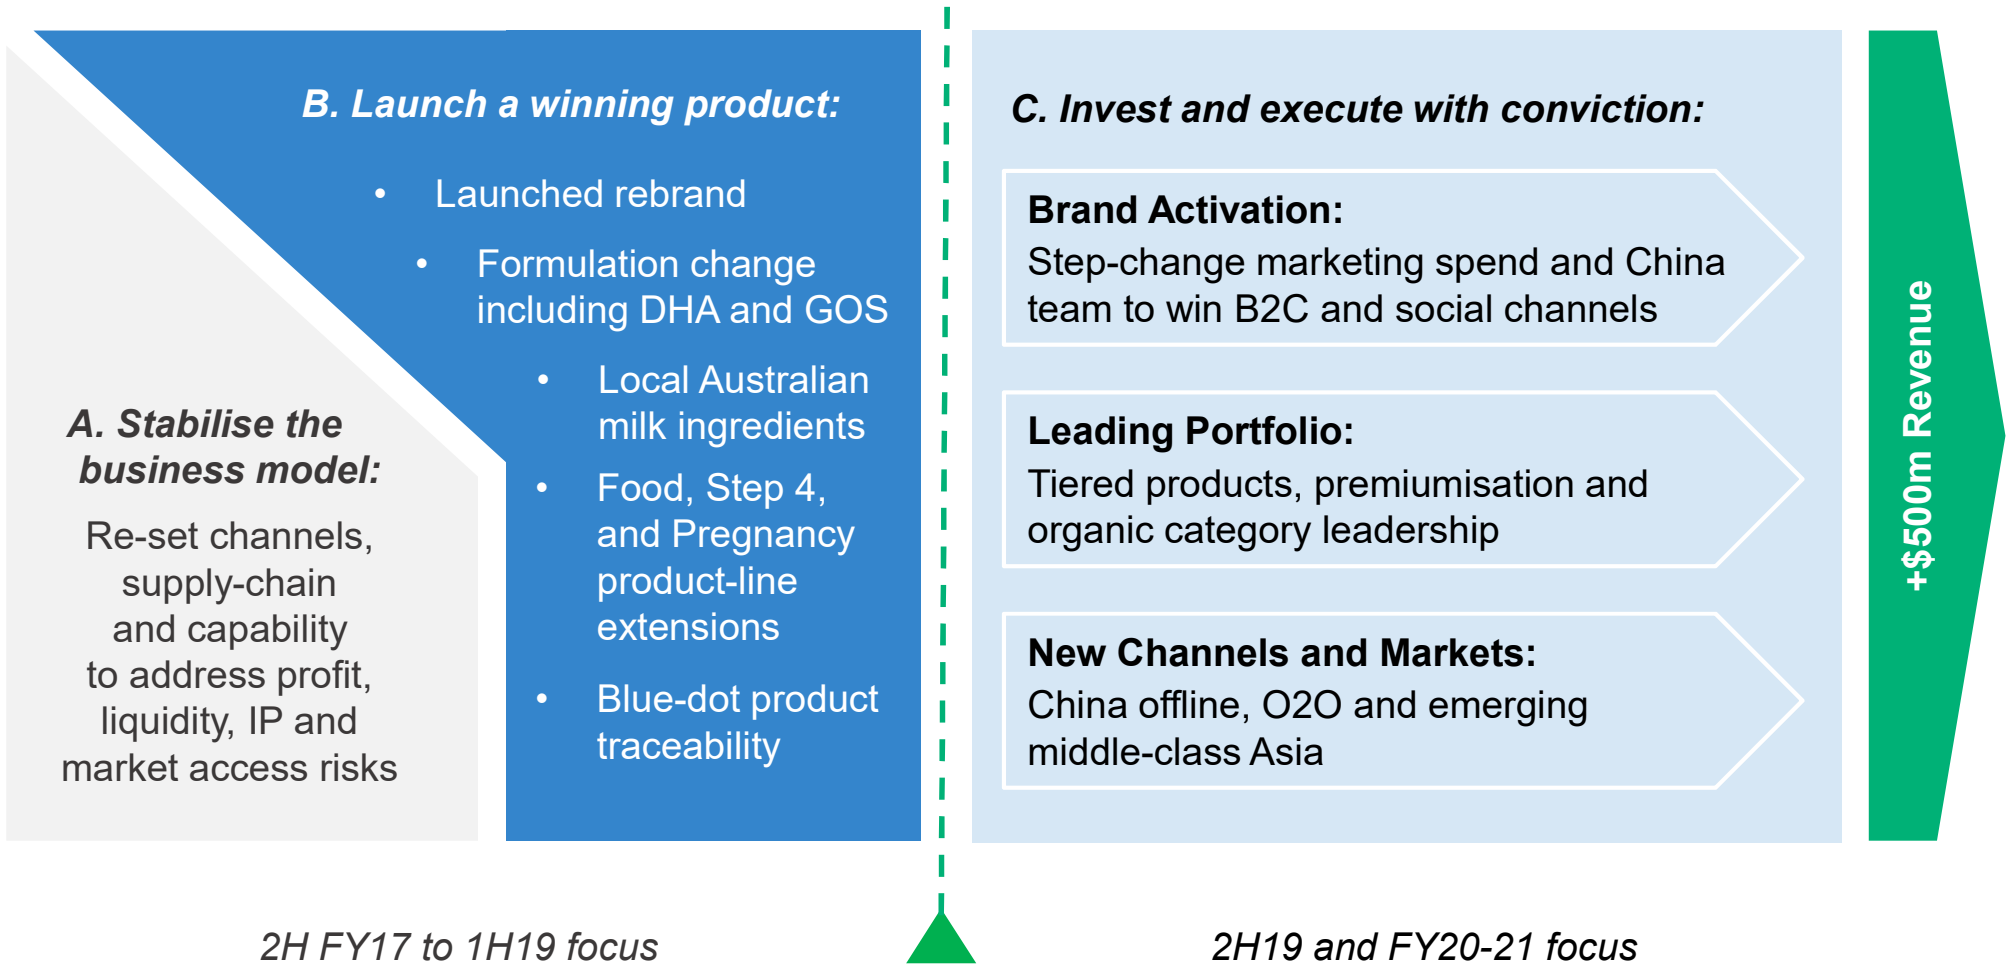 A. Stabilise the
business model:
Re-set channels,
supply-chain
and capability
to address profit,
liquidity, IP and
market access risks
B. Launch a winning product:
• Launched rebrand
• Formulation change
including DHA and GOS
• Local Australian
milk ingredients
• Food, Step 4,
and Pregnancy
product-line
extensions
• Blue-dot product
traceability
C. Invest and execute with conviction:
Brand Activation:
Step-change marketing spend and China
team to win B2C and social channels
Leading Portfolio:
Tiered products, premiumisation and
organic category leadership
New Channels and Markets:
China offline, O2O and emerging
middle-class Asia
+$500m Revenue
2H FY17 to 1H19 focus
2H19 and FY20-21 focus